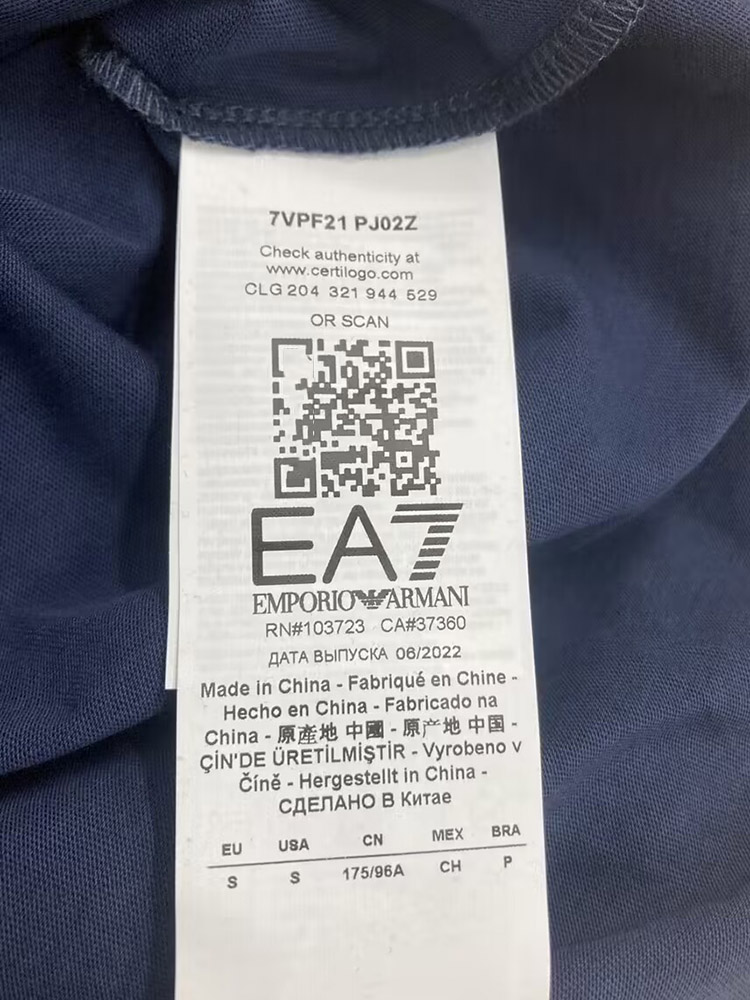 7VPF21 PJ02Z
Check authenticity at
www.certilogo.com
CLG 204 321 944 529
OR SCAN
EA7
EMPORIO ARMANI
RN#103723 CA#37360
ДАТА ВЫПУСКА 06/2022
Made in China - Fabriqué en Chine -
Hecho en China - Fabricado na
China - 原產地 中國 - 原产地 中国 -
ÇİN'DE ÜRETİLMİŞTİR - Vyrobeno v
Číně - Hergestellt in China -
СДЕЛАНО В Китае
EU USA CN MEX BRA
S S 175/96A CH P